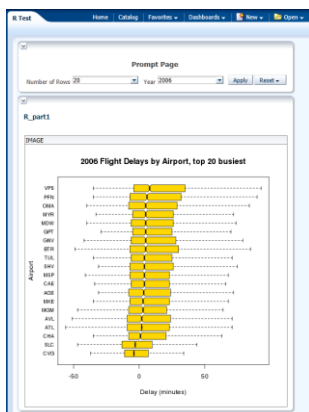 R Test
Home Catalog Favorites Dashboards New Open
Prompt Page
Number of Rows 20 Year 2006 Apply Reset
R_part1
IMAGE
2006 Flight Delays by Airport, top 20 busiest
Airport
VPS
PFN
OMA
MYR
MDW
GPT
GNV
BTR
TUL
SHV
MSP
CAE
AGS
MKE
MGM
AVL
ATL
CHA
SLC
CVG
-50 0 50
Delay (minutes)